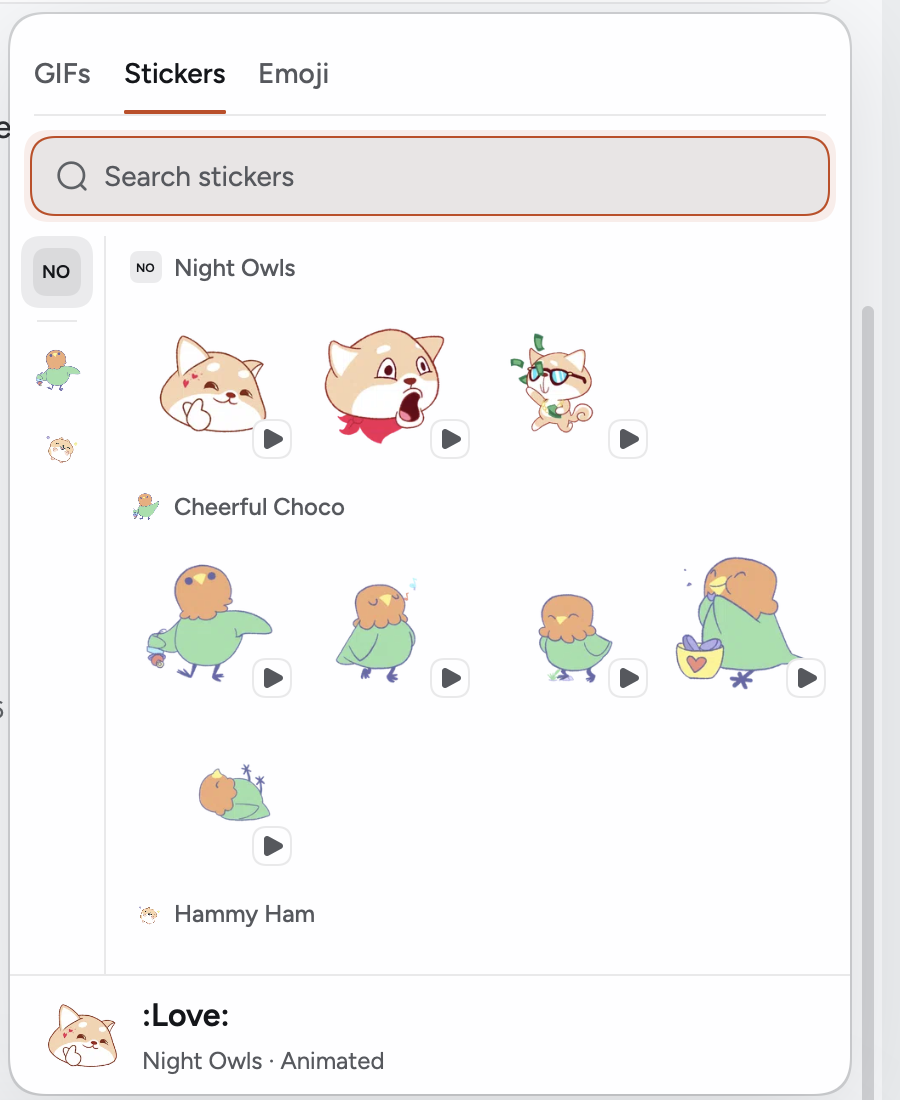 GIFs Stickers Emoji
Search stickers
NO
NO Night Owls
Cheerful Choco
Hammy Ham
:Love:
Night Owls · Animated